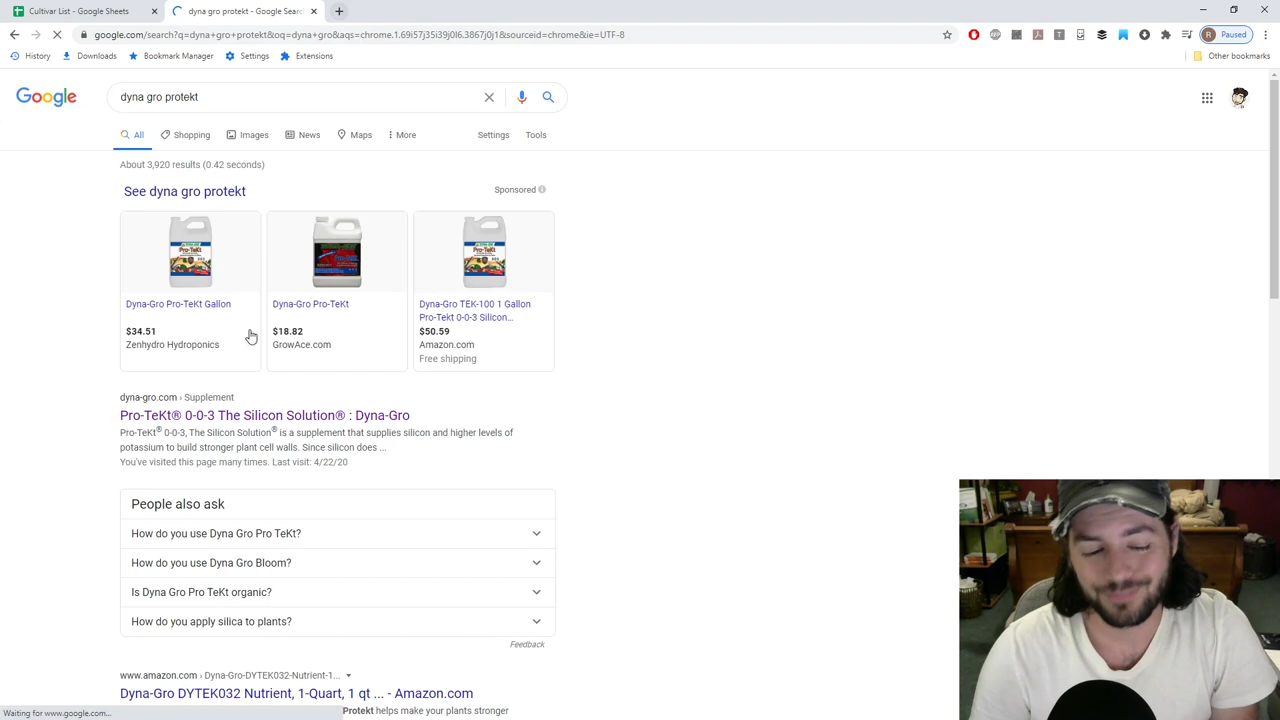 Cultivar List - Google Sheets
dyna gro protekt - Google Searc
google.com/search?q=dyna+gro+protekt&oq=dyna+gro&aqs=chrome.1.69i57j35i39j0l6.3867j0j1&sourceid=chrome&ie=UTF-8
Paused
History Downloads Bookmark Manager Settings Extensions Other bookmarks
Google
dyna gro protekt
All Shopping Images News Maps More Settings Tools
About 3,920 results (0.42 seconds)
See dyna gro protekt
Sponsored
Dyna-Gro Pro-TeKt Gallon
$34.51
Zenhydro Hydroponics
Dyna-Gro Pro-TeKt
$18.82
GrowAce.com
Dyna-Gro TEK-100 1 Gallon
Pro-Tekt 0-0-3 Silicon...
$50.59
Amazon.com
Free shipping
dyna-gro.com › Supplement
Pro-TeKt® 0-0-3 The Silicon Solution® : Dyna-Gro
Pro-TeKt® 0-0-3, The Silicon Solution® is a supplement that supplies silicon and higher levels of
potassium to build stronger plant cell walls. Since silicon does ...
You've visited this page many times. Last visit: 4/22/20
People also ask
How do you use Dyna Gro Pro TeKt?
How do you use Dyna Gro Bloom?
Is Dyna Gro Pro TeKt organic?
How do you apply silica to plants?
Feedback
www.amazon.com › Dyna-Gro-DYTEK032-Nutrient-1...
Dyna-Gro DYTEK032 Nutrient, 1-Quart, 1 qt ... - Amazon.com
Protekt helps make your plants stronger
Waiting for www.google.com...